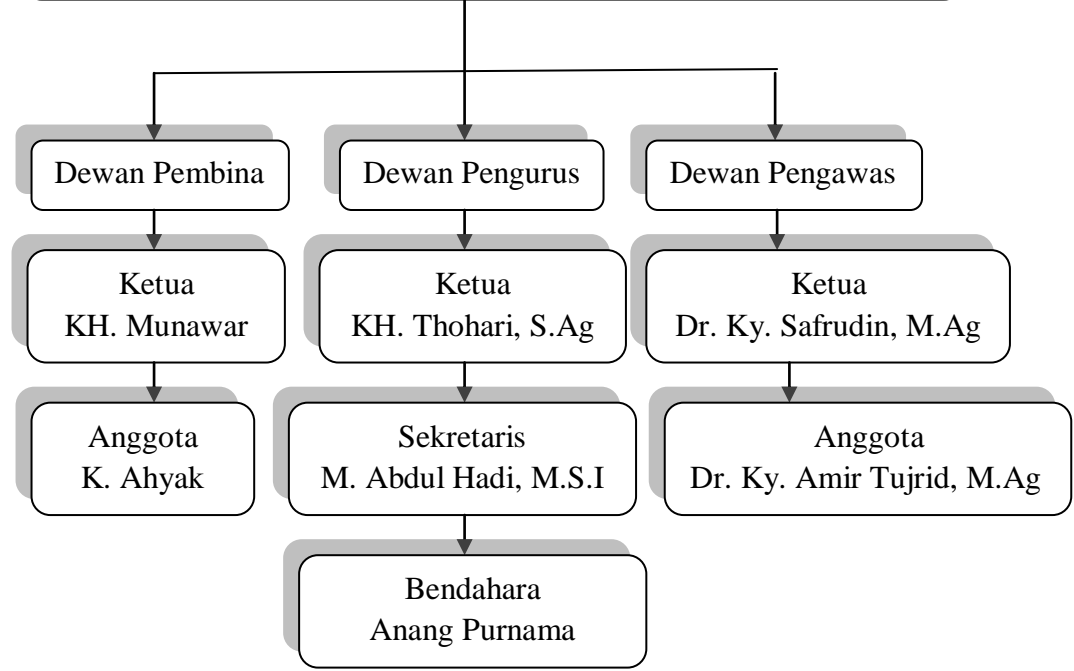 Dewan Pembina
Dewan Pengurus
Dewan Pengawas
Ketua
KH. Munawar
Ketua
KH. Thohari, S.Ag
Ketua
Dr. Ky. Safrudin, M.Ag
Anggota
K. Ahyak
Sekretaris
M. Abdul Hadi, M.S.I
Anggota
Dr. Ky. Amir Tujrid, M.Ag
Bendahara
Anang Purnama